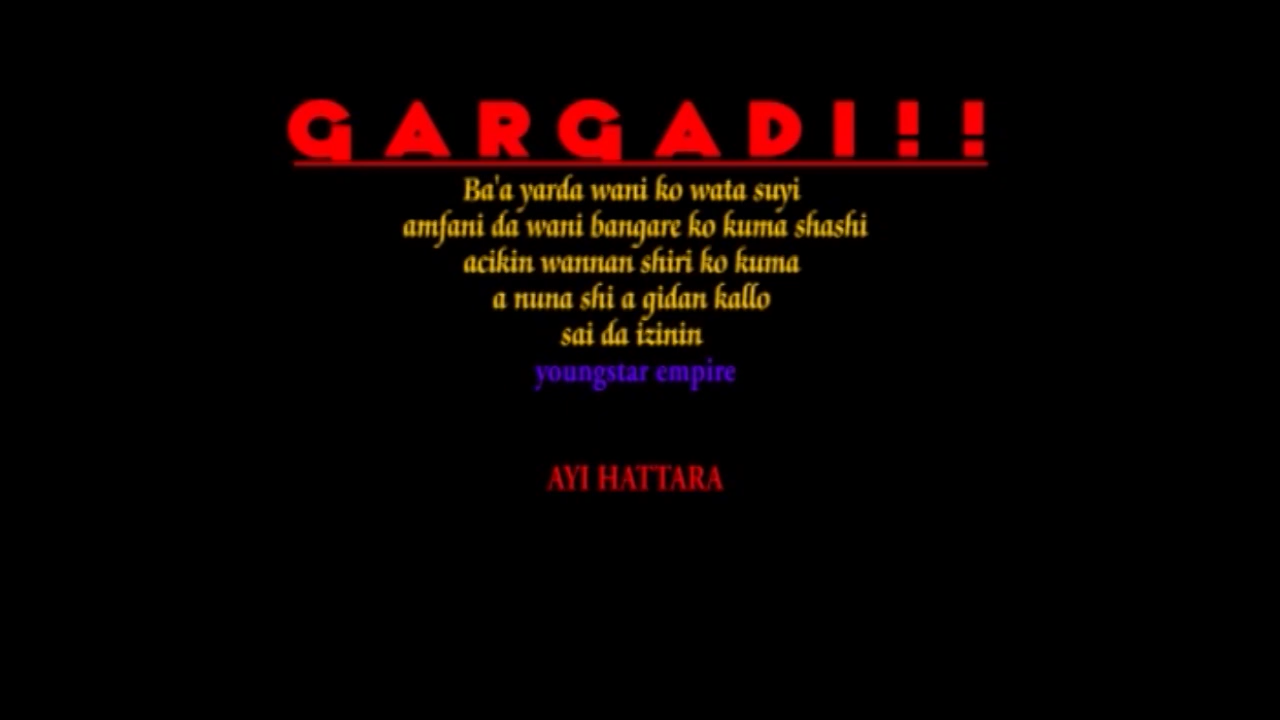 GARGADI!!
Ba'a yarda wani ko wata suyi
amfani da wani bangare ko kuma shashi
acikin wannan shiri ko kuma
a nuna shi a gidan kallo
sai da izinin
youngstar empire
AYI HATTARA